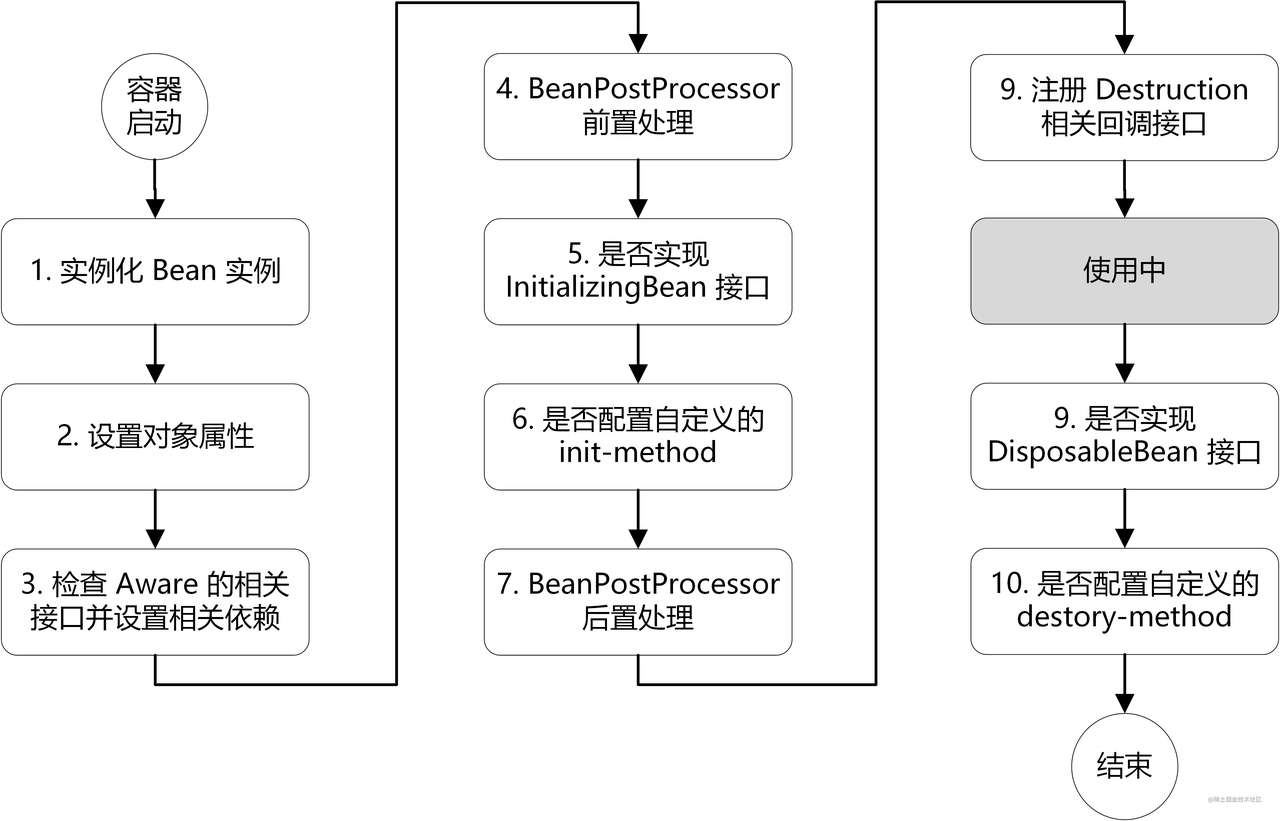 容器
启动
1. 实例化 Bean 实例
2. 设置对象属性
3. 检查 Aware 的相关
接口并设置相关依赖
4. BeanPostProcessor
前置处理
5. 是否实现
InitializingBean 接口
6. 是否配置自定义的
init-method
7. BeanPostProcessor
后置处理
9. 注册 Destruction
相关回调接口
使用中
9. 是否实现
DisposableBean 接口
10. 是否配置自定义的
destory-method
结束
@稀土掘金技术社区